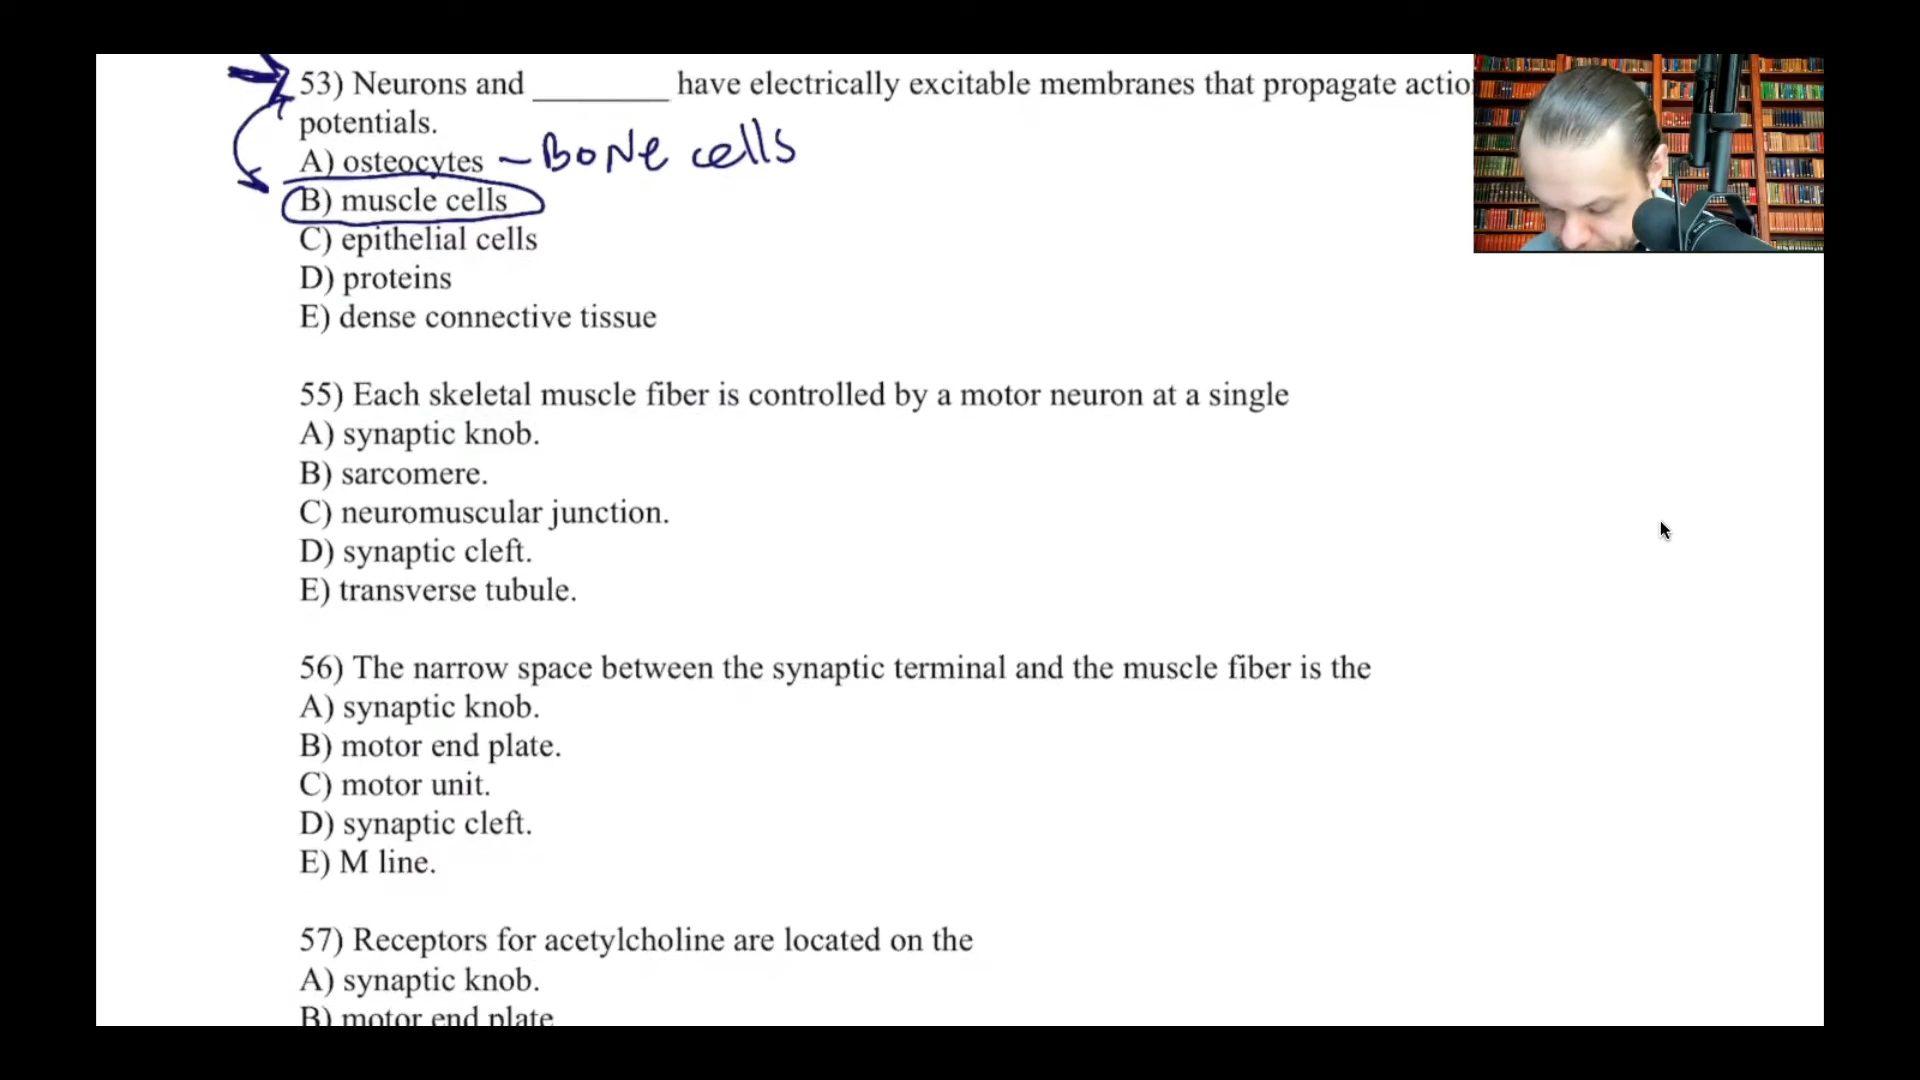 53) Neurons and ________ have electrically excitable membranes that propagate actio
potentials.
A) osteocytes - Bone cells
B) muscle cells
C) epithelial cells
D) proteins
E) dense connective tissue
55) Each skeletal muscle fiber is controlled by a motor neuron at a single
A) synaptic knob.
B) sarcomere.
C) neuromuscular junction.
D) synaptic cleft.
E) transverse tubule.
56) The narrow space between the synaptic terminal and the muscle fiber is the
A) synaptic knob.
B) motor end plate.
C) motor unit.
D) synaptic cleft.
E) M line.
57) Receptors for acetylcholine are located on the
A) synaptic knob.
B) motor end plate